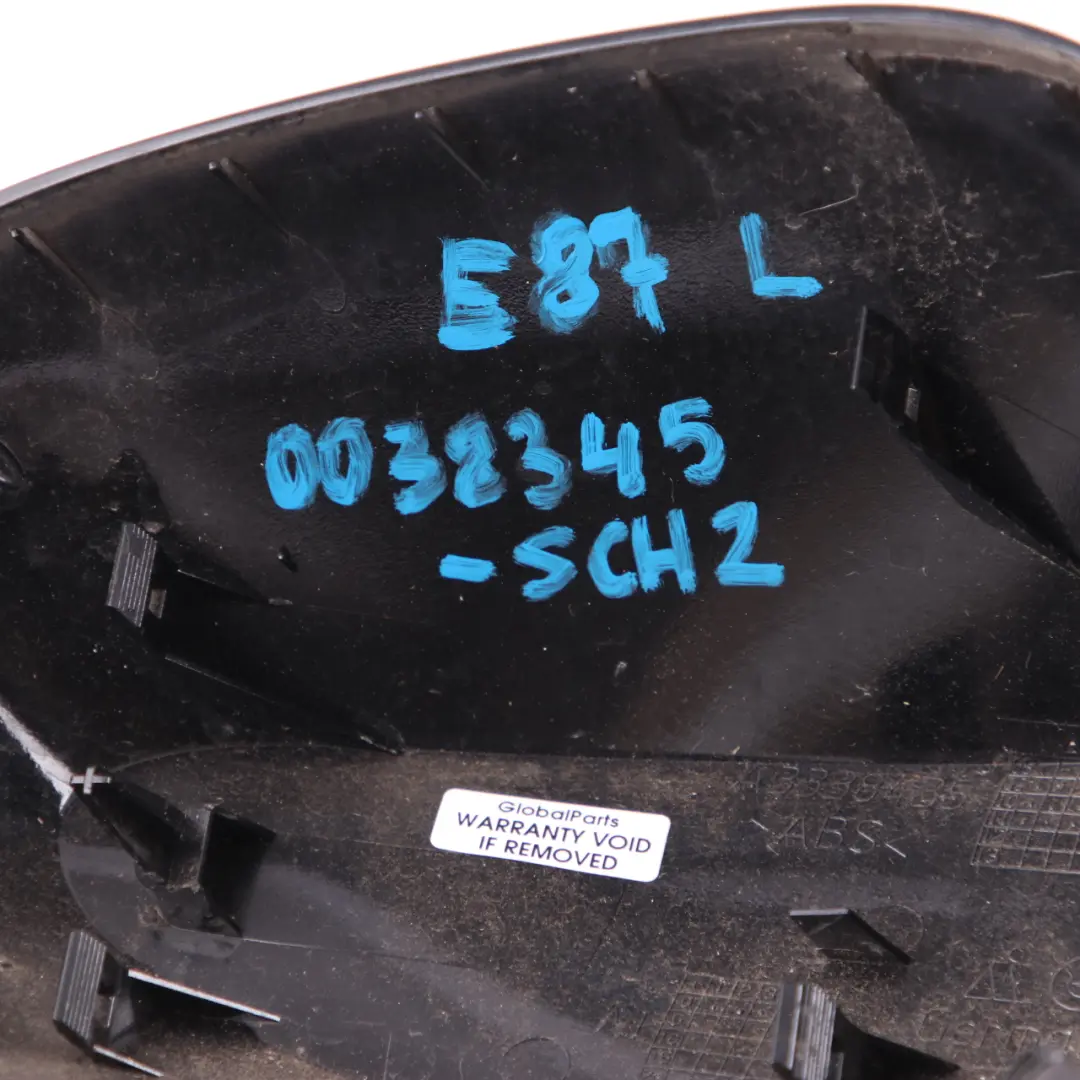 E87 L
0038345
-SCH2
GlobalParts
WARRANTY VOID
IF REMOVED
>ABS<